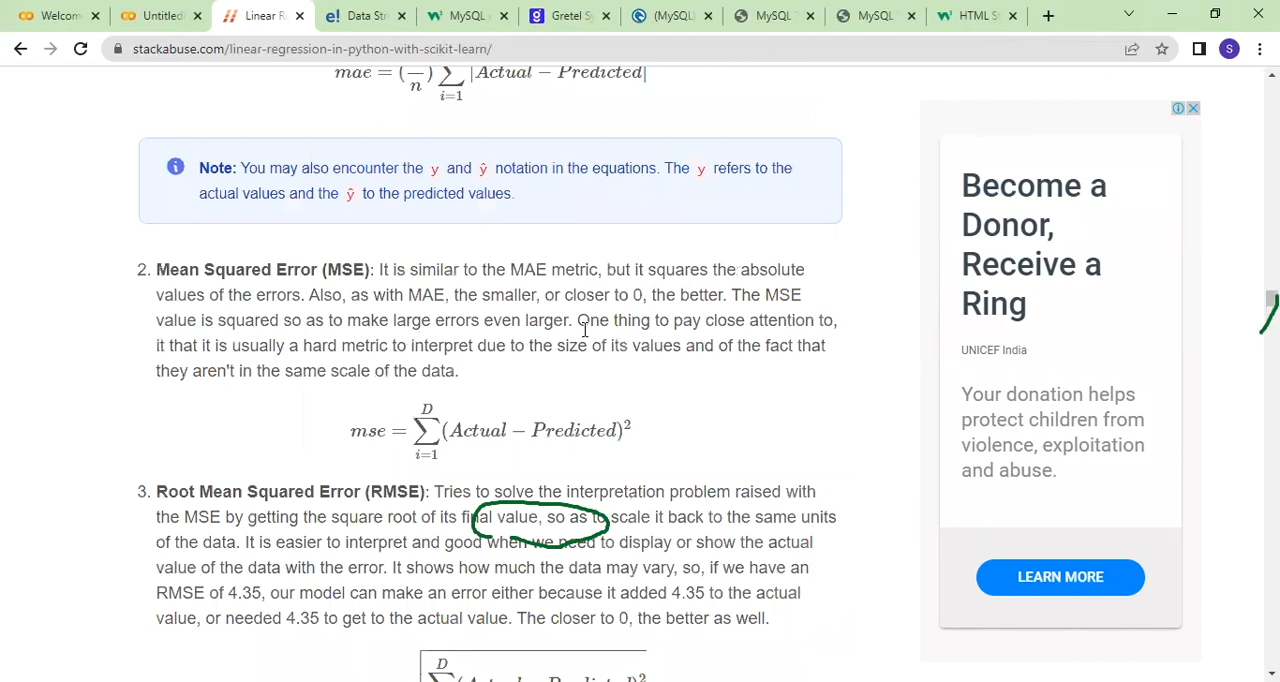 Welcom
Untitled
Linear Re
Data Str
MySQL A
Gretel Sy
(MySQL)
MySQL T
MySQL T
HTML St
stackabuse.com/linear-regression-in-python-with-scikit-learn/
S
mae = (— n) ∑ i=1 |Actual − Predicted|
Note: You may also encounter the y and ŷ notation in the equations. The y refers to the
actual values and the ŷ to the predicted values.
2. Mean Squared Error (MSE): It is similar to the MAE metric, but it squares the absolute
values of the errors. Also, as with MAE, the smaller, or closer to 0, the better. The MSE
value is squared so as to make large errors even larger. One thing to pay close attention to,
it that it is usually a hard metric to interpret due to the size of its values and of the fact that
they aren't in the same scale of the data.
D
mse = ∑ (Actual − Predicted)²
i=1
3. Root Mean Squared Error (RMSE): Tries to solve the interpretation problem raised with
the MSE by getting the square root of its final value, so as to scale it back to the same units
of the data. It is easier to interpret and good when we need to display or show the actual
value of the data with the error. It shows how much the data may vary, so, if we have an
RMSE of 4.35, our model can make an error either because it added 4.35 to the actual
value, or needed 4.35 to get to the actual value. The closer to 0, the better as well.
D
∑ (Actual − Predicted)²
Become a
Donor,
Receive a
Ring
UNICEF India
Your donation helps
protect children from
violence, exploitation
and abuse.
LEARN MORE